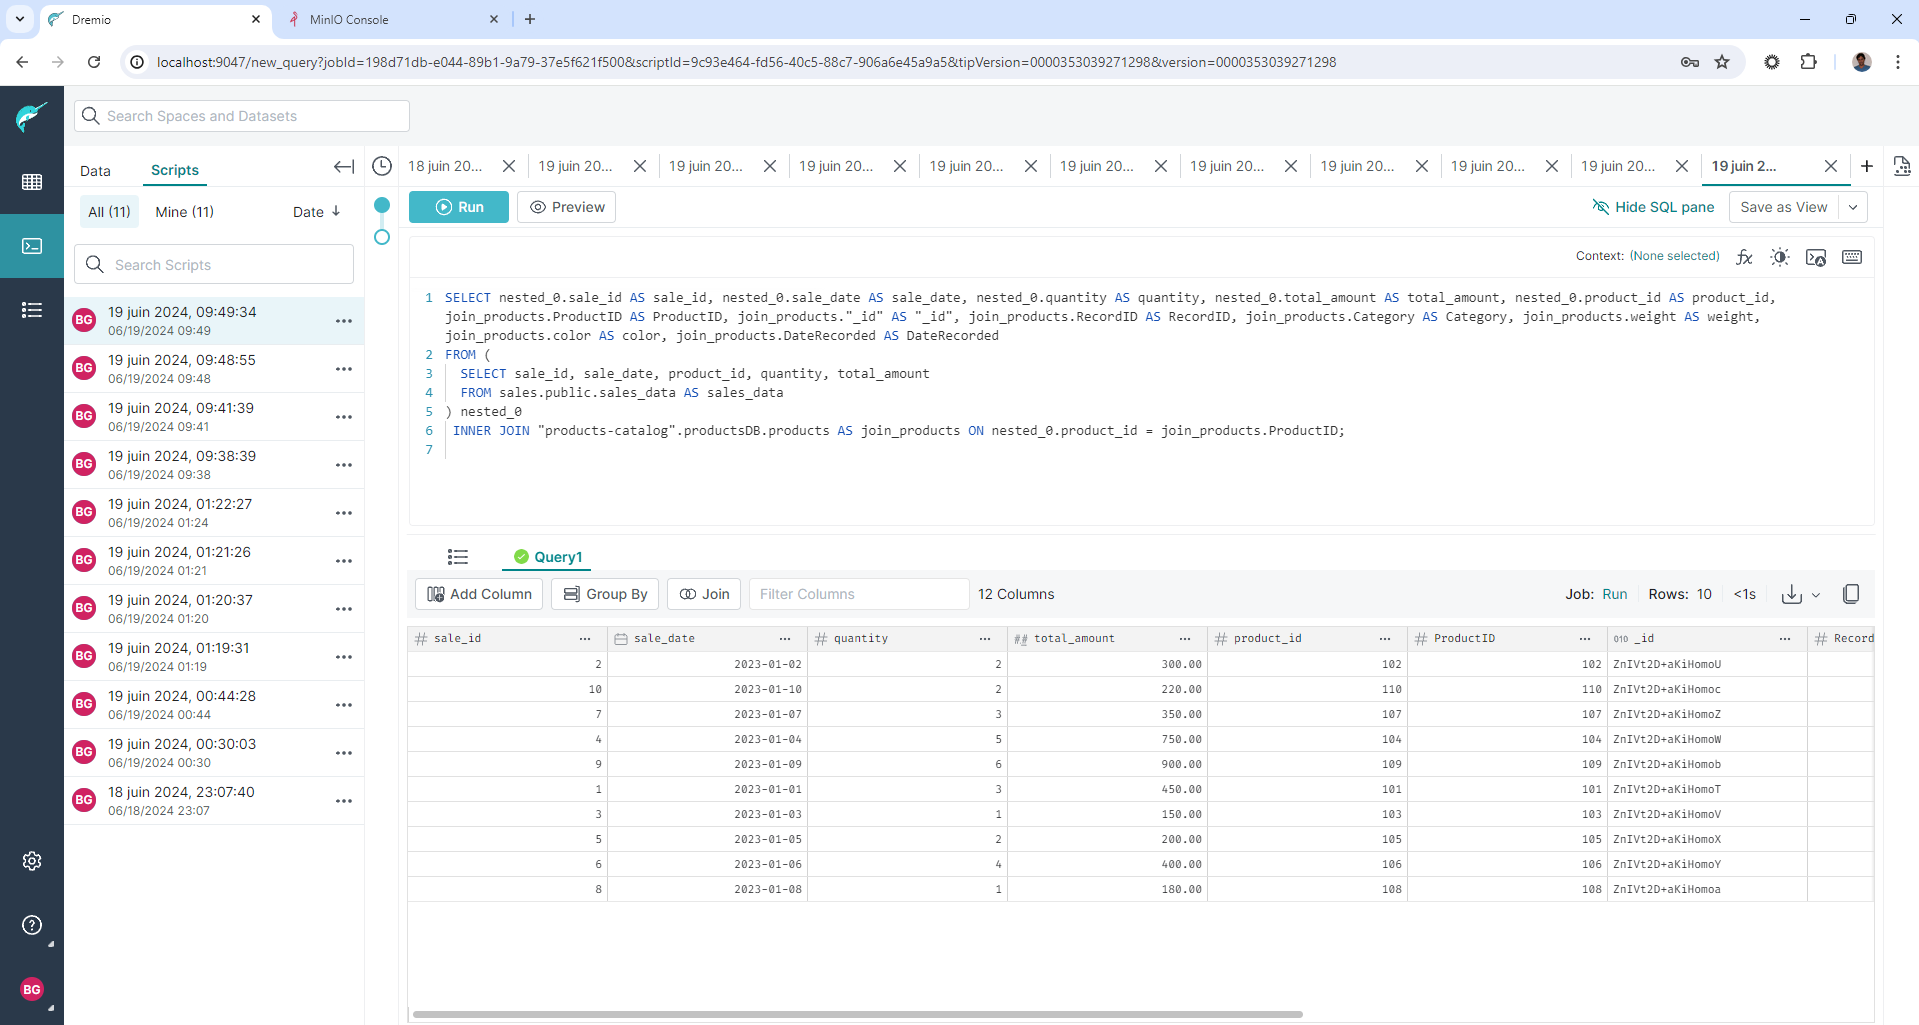 Dremio
MinIO Console
localhost:9047/new_query?jobId=198d71db-e044-89b1-9a79-37e5f621f500&scriptId=9c93e464-fd56-40c5-88c7-906a6e45a9a5&tipVersion=0000353039271298&version=0000353039271298
Search Spaces and Datasets
Data
Scripts
All (11)
Mine (11)
Date
Search Scripts
BG
19 juin 2024, 09:49:34
06/19/2024 09:49
BG
19 juin 2024, 09:48:55
06/19/2024 09:48
BG
19 juin 2024, 09:41:39
06/19/2024 09:41
BG
19 juin 2024, 09:38:39
06/19/2024 09:38
BG
19 juin 2024, 01:22:27
06/19/2024 01:24
BG
19 juin 2024, 01:21:26
06/19/2024 01:21
BG
19 juin 2024, 01:20:37
06/19/2024 01:20
BG
19 juin 2024, 01:19:31
06/19/2024 01:19
BG
19 juin 2024, 00:44:28
06/19/2024 00:44
BG
19 juin 2024, 00:30:03
06/19/2024 00:30
BG
18 juin 2024, 23:07:40
06/18/2024 23:07
BG
18 juin 20... 19 juin 20... 19 juin 20... 19 juin 20... 19 juin 20... 19 juin 20... 19 juin 20... 19 juin 20... 19 juin 20... 19 juin 20... 19 juin 2...
Run
Preview
Hide SQL pane
Save as View
Context: (None selected)
1 SELECT nested_0.sale_id AS sale_id, nested_0.sale_date AS sale_date, nested_0.quantity AS quantity, nested_0.total_amount AS total_amount, nested_0.product_id AS product_id,
join_products.ProductID AS ProductID, join_products."_id" AS "_id", join_products.RecordID AS RecordID, join_products.Category AS Category, join_products.weight AS weight,
join_products.color AS color, join_products.DateRecorded AS DateRecorded
2 FROM (
3 SELECT sale_id, sale_date, product_id, quantity, total_amount
4 FROM sales.public.sales_data AS sales_data
5 ) nested_0
6 INNER JOIN "products-catalog".productsDB.products AS join_products ON nested_0.product_id = join_products.ProductID;
7
Query1
Add Column
Group By
Join
Filter Columns
12 Columns
Job: Run
Rows: 10
<1s
sale_id sale_date quantity total_amount product_id ProductID _id Record
2 2023-01-02 2 300.00 102 102 ZnIVt2D+aKiHomoU
10 2023-01-10 2 220.00 110 110 ZnIVt2D+aKiHomoc
7 2023-01-07 3 350.00 107 107 ZnIVt2D+aKiHomoZ
4 2023-01-04 5 750.00 104 104 ZnIVt2D+aKiHomoW
9 2023-01-09 6 900.00 109 109 ZnIVt2D+aKiHomob
1 2023-01-01 3 450.00 101 101 ZnIVt2D+aKiHomoT
3 2023-01-03 1 150.00 103 103 ZnIVt2D+aKiHomoV
5 2023-01-05 2 200.00 105 105 ZnIVt2D+aKiHomoX
6 2023-01-06 4 400.00 106 106 ZnIVt2D+aKiHomoY
8 2023-01-08 1 180.00 108 108 ZnIVt2D+aKiHomoa